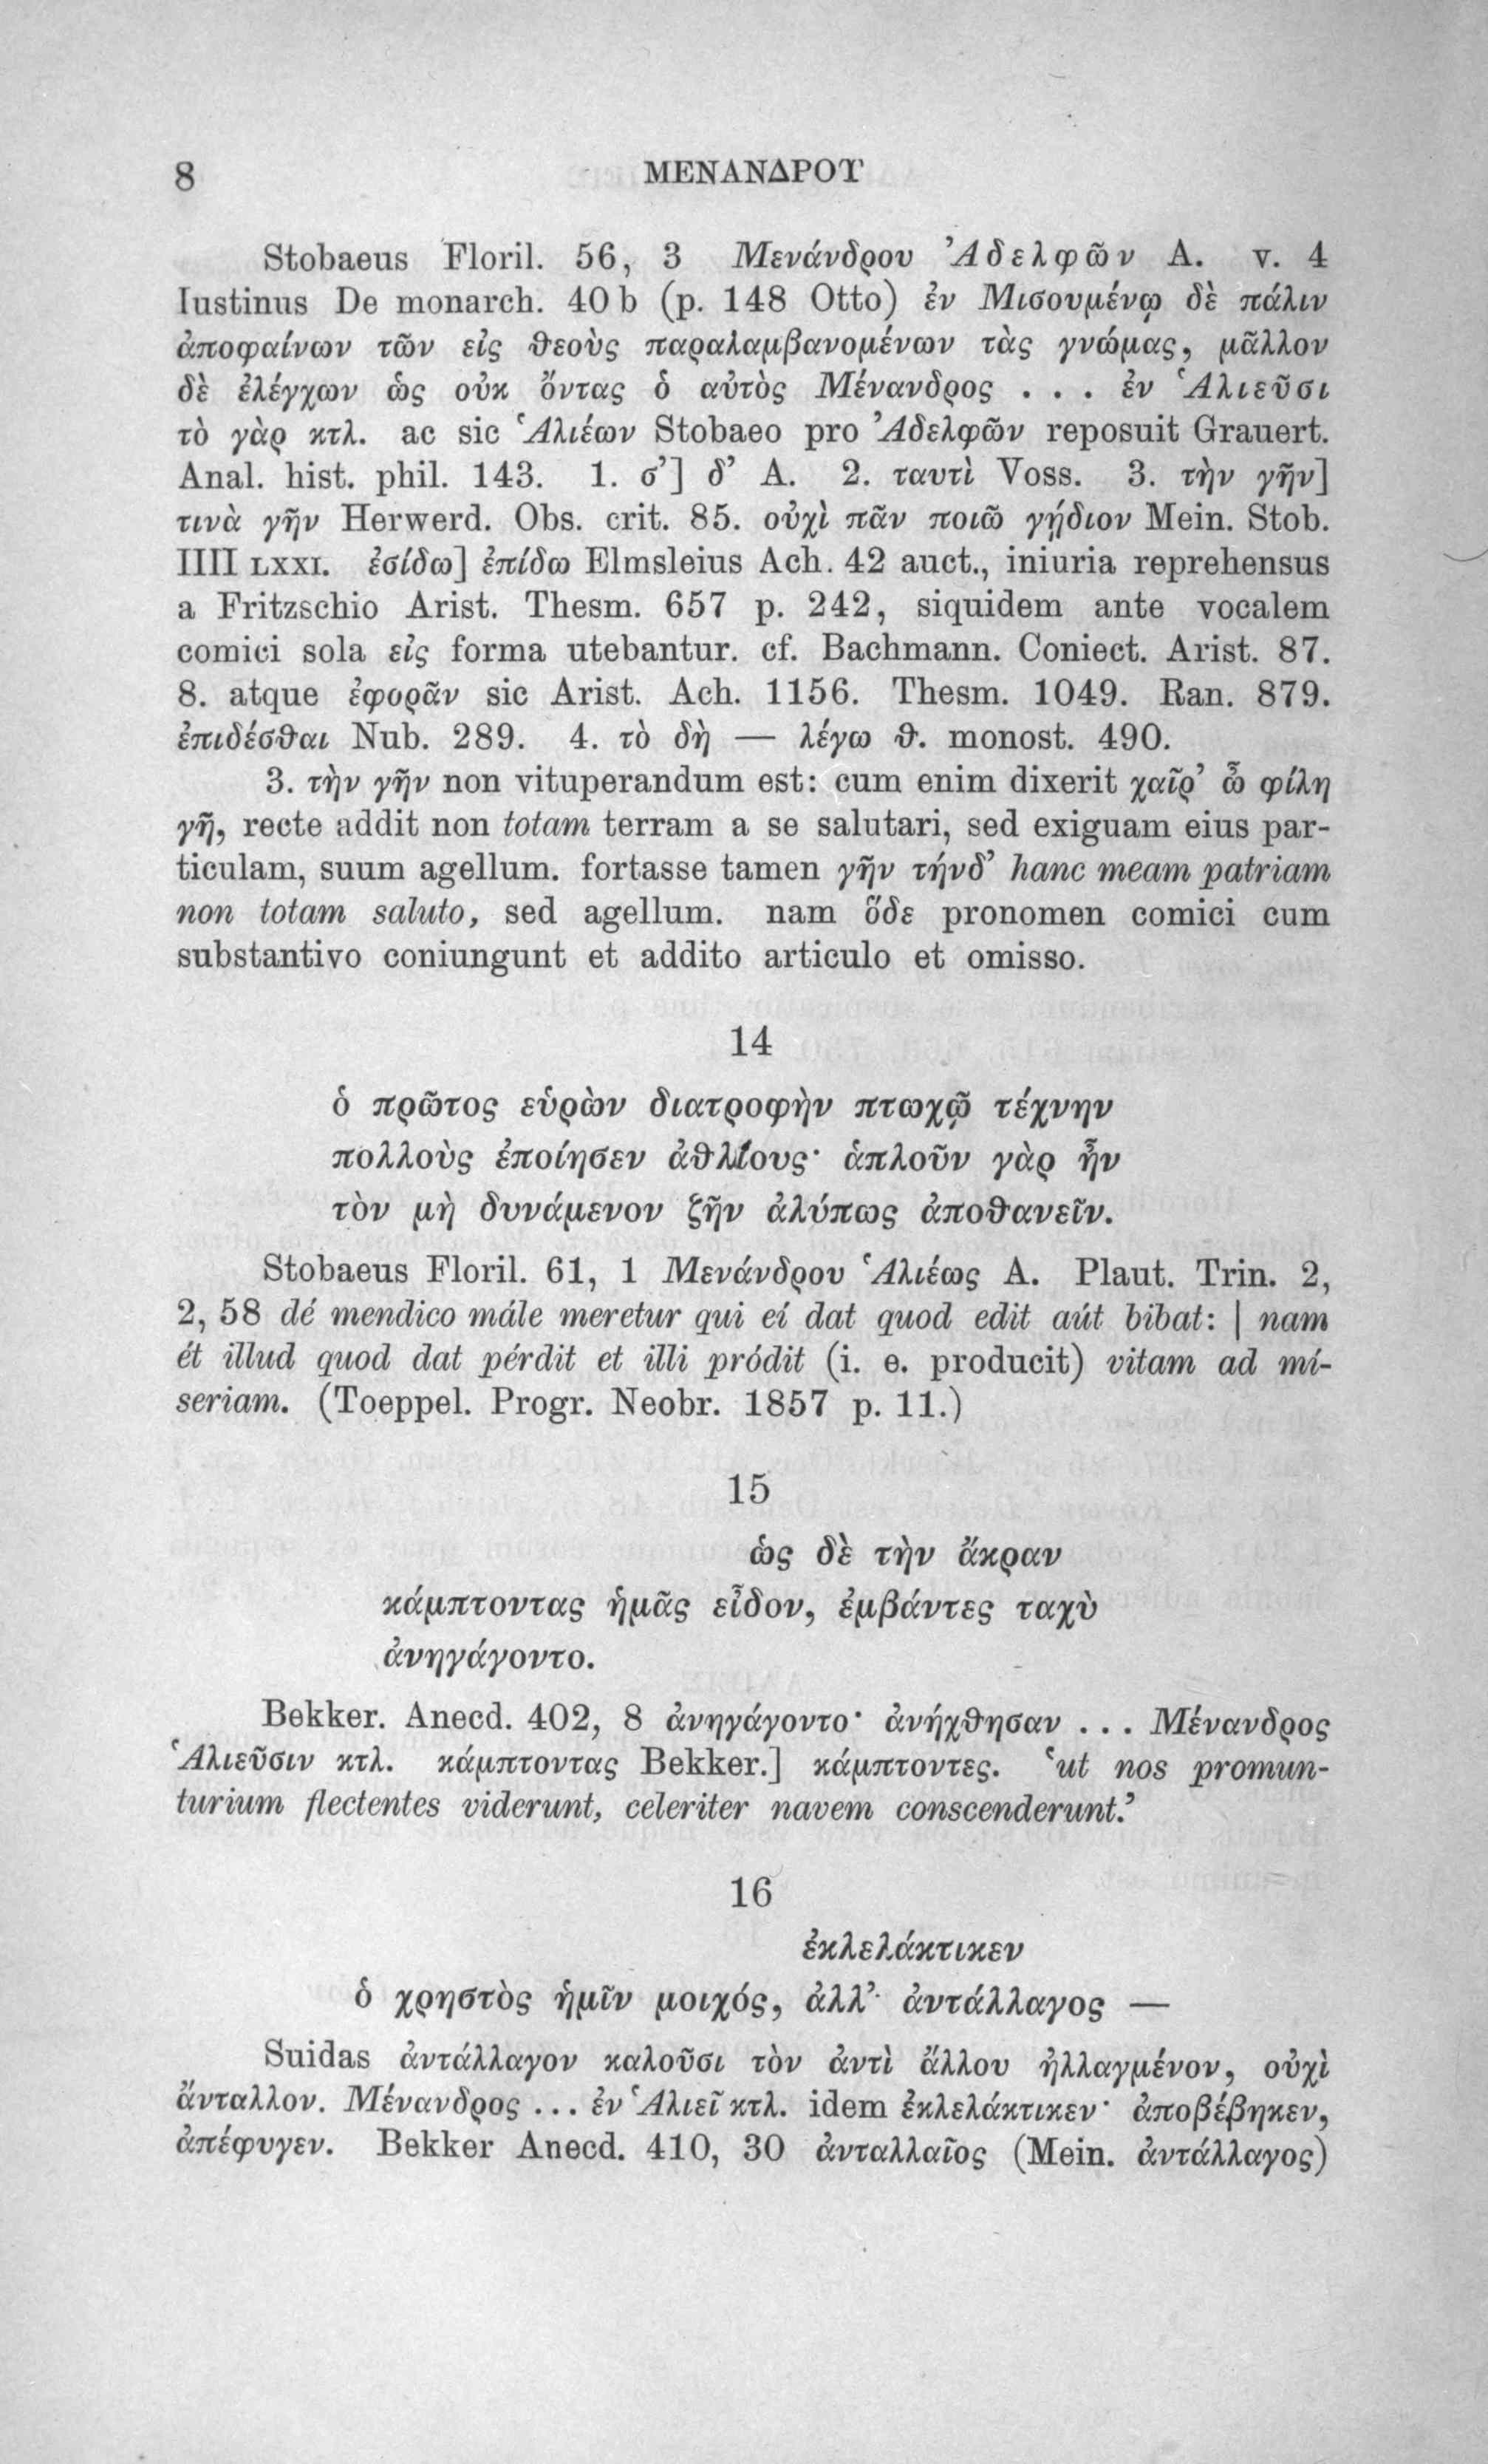 8 ΜΕΝΑΝΔΡΟΥ
Stobaeus Floril. 56, 3 Μενάνδρου Ἀδελφῶν A. v. 4
Iustinus De monarch. 40 b (p. 148 Otto) ἐν Μισουμένῳ δὲ πάλιν
ἀποφαίνων τῶν εἰς θεοὺς παραλαμβανομένων τὰς γνώμας, μᾶλλον
δὲ ἐλέγχων ὡς οὐκ ὄντας ὁ αὐτὸς Μένανδρος . . . ἐν Ἁλιεῦσι
τὸ γὰρ κτλ. ac sic Ἁλιέων Stobaeo pro Ἀδελφῶν reposuit Grauert.
Anal. hist. phil. 143. 1. σ’] δ’ A. 2. ταυτὶ Voss. 3. τὴν γῆν]
τινὰ γῆν Herwerd. Obs. crit. 85. οὐχὶ πᾶν ποιῶ γῄδιον Mein. Stob.
IIII LXXI. ἐσίδω] ἐπίδω Elmsleius Ach. 42 auct., iniuria reprehensus
a Fritzschio Arist. Thesm. 657 p. 242, siquidem ante vocalem
comici sola εἰς forma utebantur. cf. Bachmann. Coniect. Arist. 87.
8. atque ἐφορᾶν sic Arist. Ach. 1156. Thesm. 1049. Ran. 879.
ἐπιδέσθαι Nub. 289. 4. τὸ δὴ — λέγω θ. monost. 490.
3. τὴν γῆν non vituperandum est: cum enim dixerit χαῖρ’ ὦ φίλη
γῆ, recte addit non totam terram a se salutari, sed exiguam eius par-
ticulam, suum agellum. fortasse tamen γῆν τήνδ’ hanc meam patriam
non totam saluto, sed agellum. nam ὅδε pronomen comici cum
substantivo coniungunt et addito articulo et omisso.
14
ὁ πρῶτος εὑρὼν διατροφὴν πτωχῷ τέχνην
πολλοὺς ἐποίησεν ἀθλίους· ἁπλοῦν γὰρ ἦν
τὸν μὴ δυνάμενον ζῆν ἀλύπως ἀποθανεῖν.
Stobaeus Floril. 61, 1 Μενάνδρου Ἁλιέως A. Plaut. Trin. 2,
2, 58 dé mendico mále meretur qui eí dat quod edit aút bibat: | nam
ét illud quod dat pérdit et illi pródit (i. e. producit) vitam ad mí-
seriam. (Toeppel. Progr. Neobr. 1857 p. 11.)
15
ὡς δὲ τὴν ἄκραν
κάμπτοντας ἡμᾶς εἶδον, ἐμβάντες ταχὺ
ἀνηγάγοντο.
Bekker. Anecd. 402, 8 ἀνηγάγοντο· ἀνήχθησαν . . . Μένανδρος
Ἁλιεῦσιν κτλ. κάμπτοντας Bekker.] κάμπτοντες. ‘ut nos promun-
turium flectentes viderunt, celeriter navem conscenderunt.’
16
ἐκλελάκτικεν
ὁ χρηστὸς ἡμῖν μοιχός, ἀλλ’ ἀντάλλαγος —
Suidas ἀντάλλαγον καλοῦσι τὸν ἀντὶ ἄλλου ἠλλαγμένον, οὐχὶ
ἄνταλλον. Μένανδρος . . . ἐν Ἁλιεῖ κτλ. idem ἐκλελάκτικεν· ἀποβέβηκεν,
ἀπέφυγεν. Bekker Anecd. 410, 30 ἀνταλλαῖος (Mein. ἀντάλλαγος)